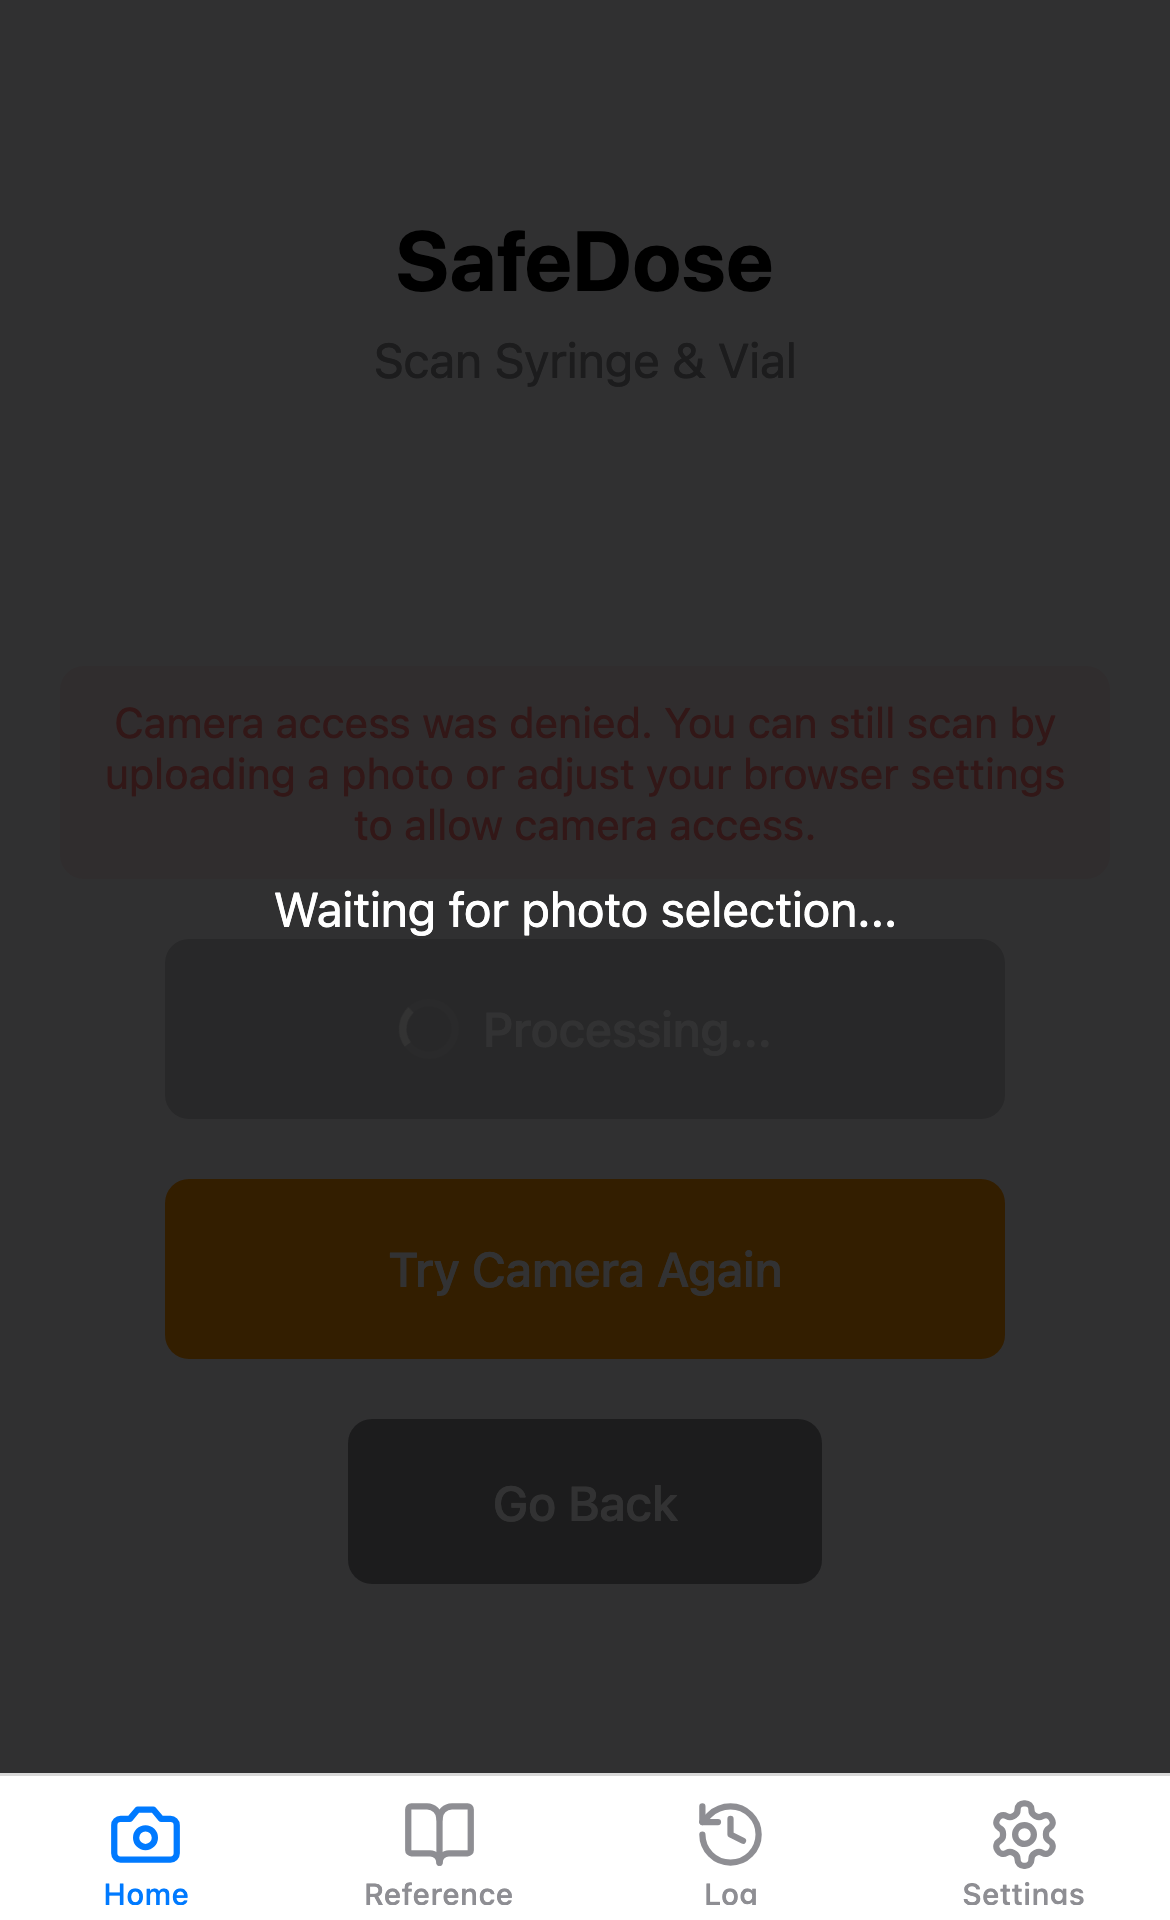 SafeDose
Scan Syringe & Vial
Camera access was denied. You can still scan by
uploading a photo or adjust your browser settings
to allow camera access.
Waiting for photo selection...
Processing...
Try Camera Again
Go Back
Home
Reference
Log
Settings